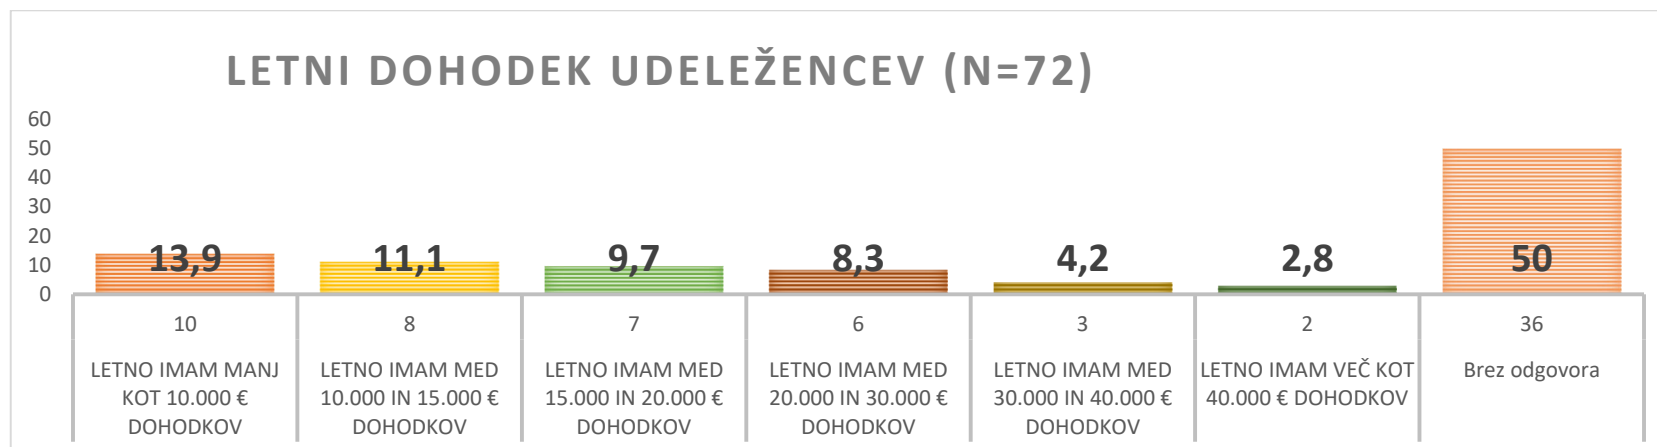 LETNI DOHODEK UDELEŽENCEV (N=72)
60
50
40
30
20
10
0
13,9
11,1
9,7
8,3
4,2
2,8
50
10
8
7
6
3
2
36
LETNO IMAM MANJ
KOT 10.000 €
DOHODKOV
LETNO IMAM MED
10.000 IN 15.000 €
DOHODKOV
LETNO IMAM MED
15.000 IN 20.000 €
DOHODKOV
LETNO IMAM MED
20.000 IN 30.000 €
DOHODKOV
LETNO IMAM MED
30.000 IN 40.000 €
DOHODKOV
LETNO IMAM VEČ KOT
40.000 € DOHODKOV
Brez odgovora